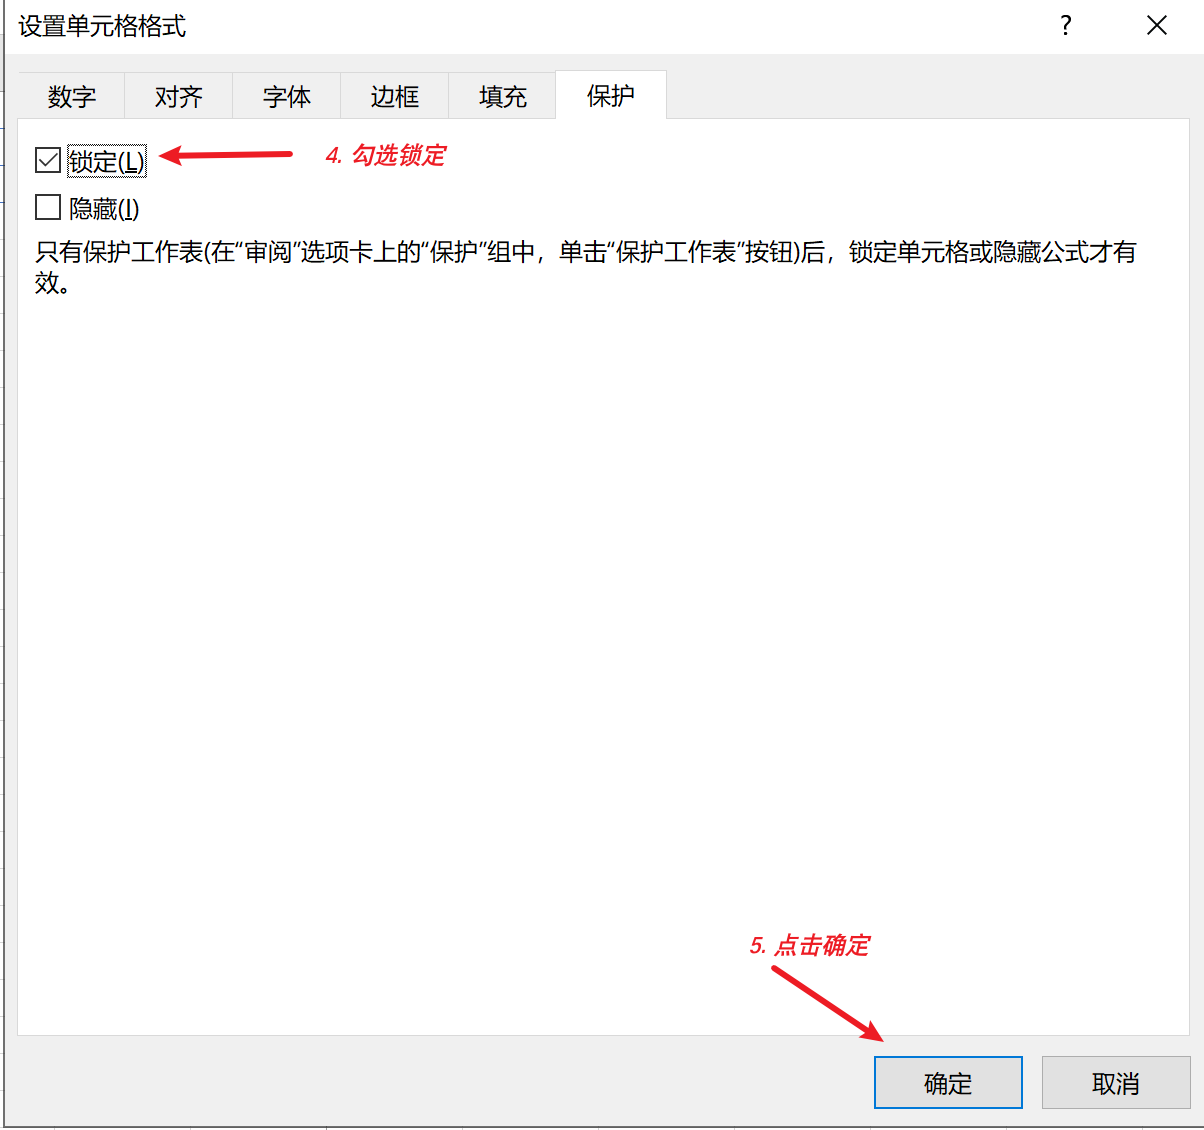 设置单元格格式
?
数字 对齐 字体 边框 填充 保护
锁定(L) 4. 勾选锁定
隐藏(I)
只有保护工作表(在“审阅”选项卡上的“保护”组中，单击“保护工作表”按钮)后，锁定单元格或隐藏公式才有
效。
5. 点击确定
确定 取消